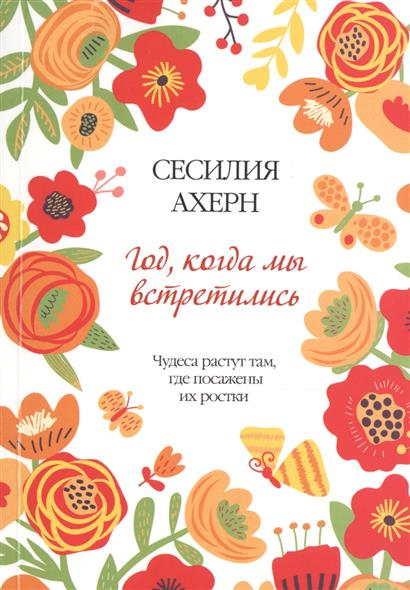 СЕСИЛИЯ
АХЕРН
Год, когда мы
встретились
Чудеса растут там,
где посажены
их ростки